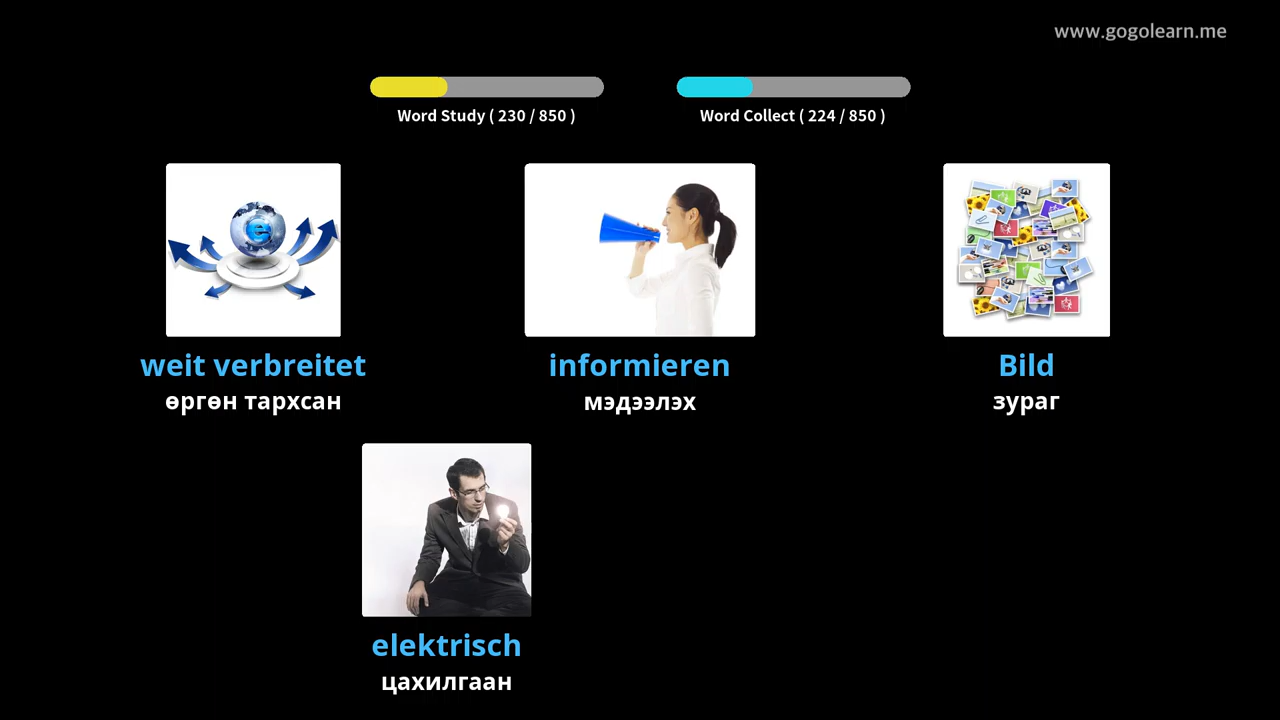 www.gogolearn.me
Word Study ( 230 / 850 )
Word Collect ( 224 / 850 )
weit verbreitet
өргөн тархсан
informieren
мэдээлэх
Bild
зураг
elektrisch
цахилгаан